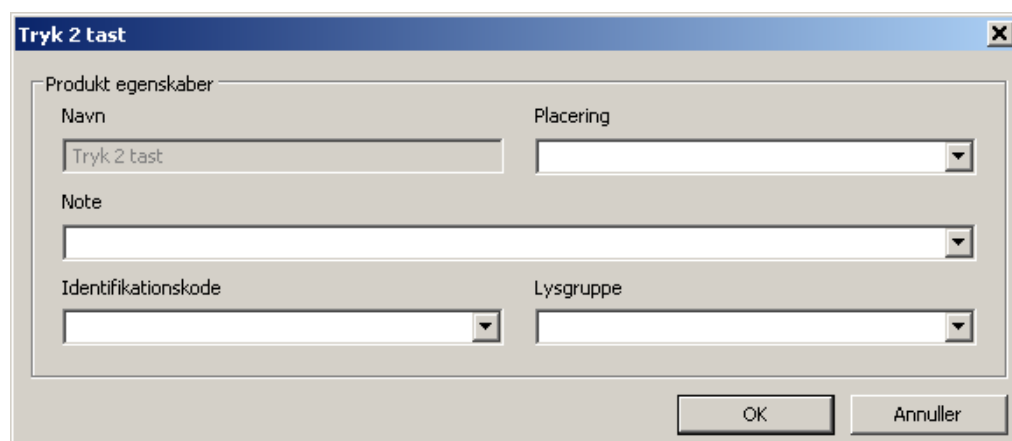 Tryk 2 tast
Produkt egenskaber
Navn
Placering
Tryk 2 tast
Note
Identifikationskode
Lysgruppe
OK
Annuller